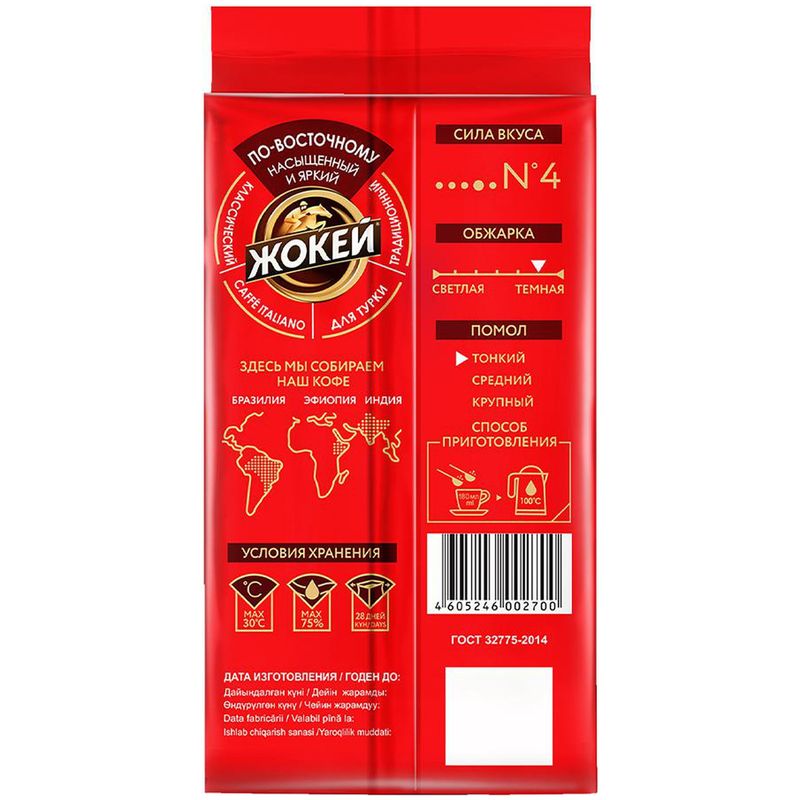 ПО-ВОСТОЧНОМУ
НАСЫЩЕННЫЙ
И ЯРКИЙ
КЛАССИЧЕСКИЙ
ТРАДИЦИОННЫЙ
ЖОКЕЙ
CAFFÈ ITALIANO
ДЛЯ ТУРКИ
ЗДЕСЬ МЫ СОБИРАЕМ
НАШ КОФЕ
БРАЗИЛИЯ ЭФИОПИЯ ИНДИЯ
УСЛОВИЯ ХРАНЕНИЯ
°C
MAX
30°C
MAX
75%
28 ДНЕЙ
КҮН/DAYS
ДАТА ИЗГОТОВЛЕНИЯ / ГОДЕН ДО:
Дайындалған күні / Дейін жарамды:
Өндүрүлгөн күнү / Чейин жарамдуу:
Data fabricării / Valabil pînă la:
Ishlab chiqarish sanasi /Yaroqlilik muddati:
СИЛА ВКУСА
N°4
ОБЖАРКА
СВЕТЛАЯ ТЕМНАЯ
ПОМОЛ
ТОНКИЙ
СРЕДНИЙ
КРУПНЫЙ
СПОСОБ
ПРИГОТОВЛЕНИЯ
180 мл
ml
100°C
4 605246 002700
ГОСТ 32775-2014